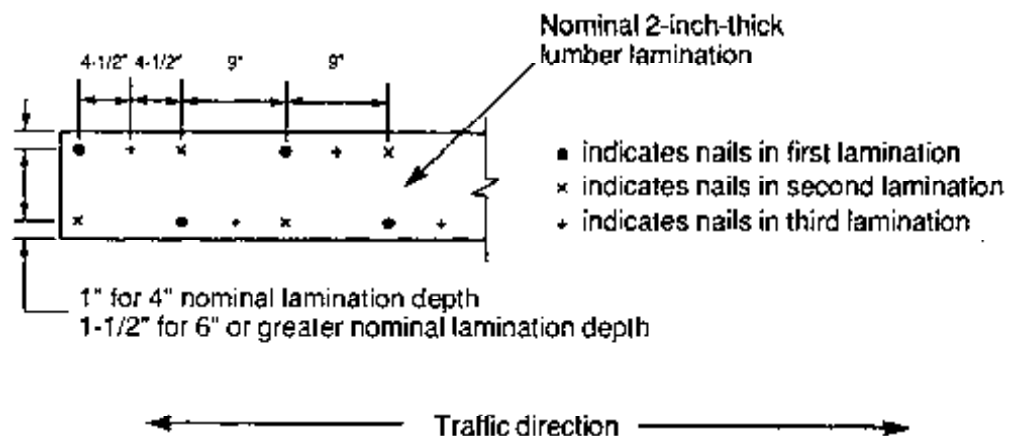 Nominal 2-inch-thick
lumber lamination
4-1/2" 4-1/2" 9" 9"
• indicates nails in first lamination
× indicates nails in second lamination
+ indicates nails in third lamination
1" for 4" nominal lamination depth
1-1/2" for 6" or greater nominal lamination depth
Traffic direction